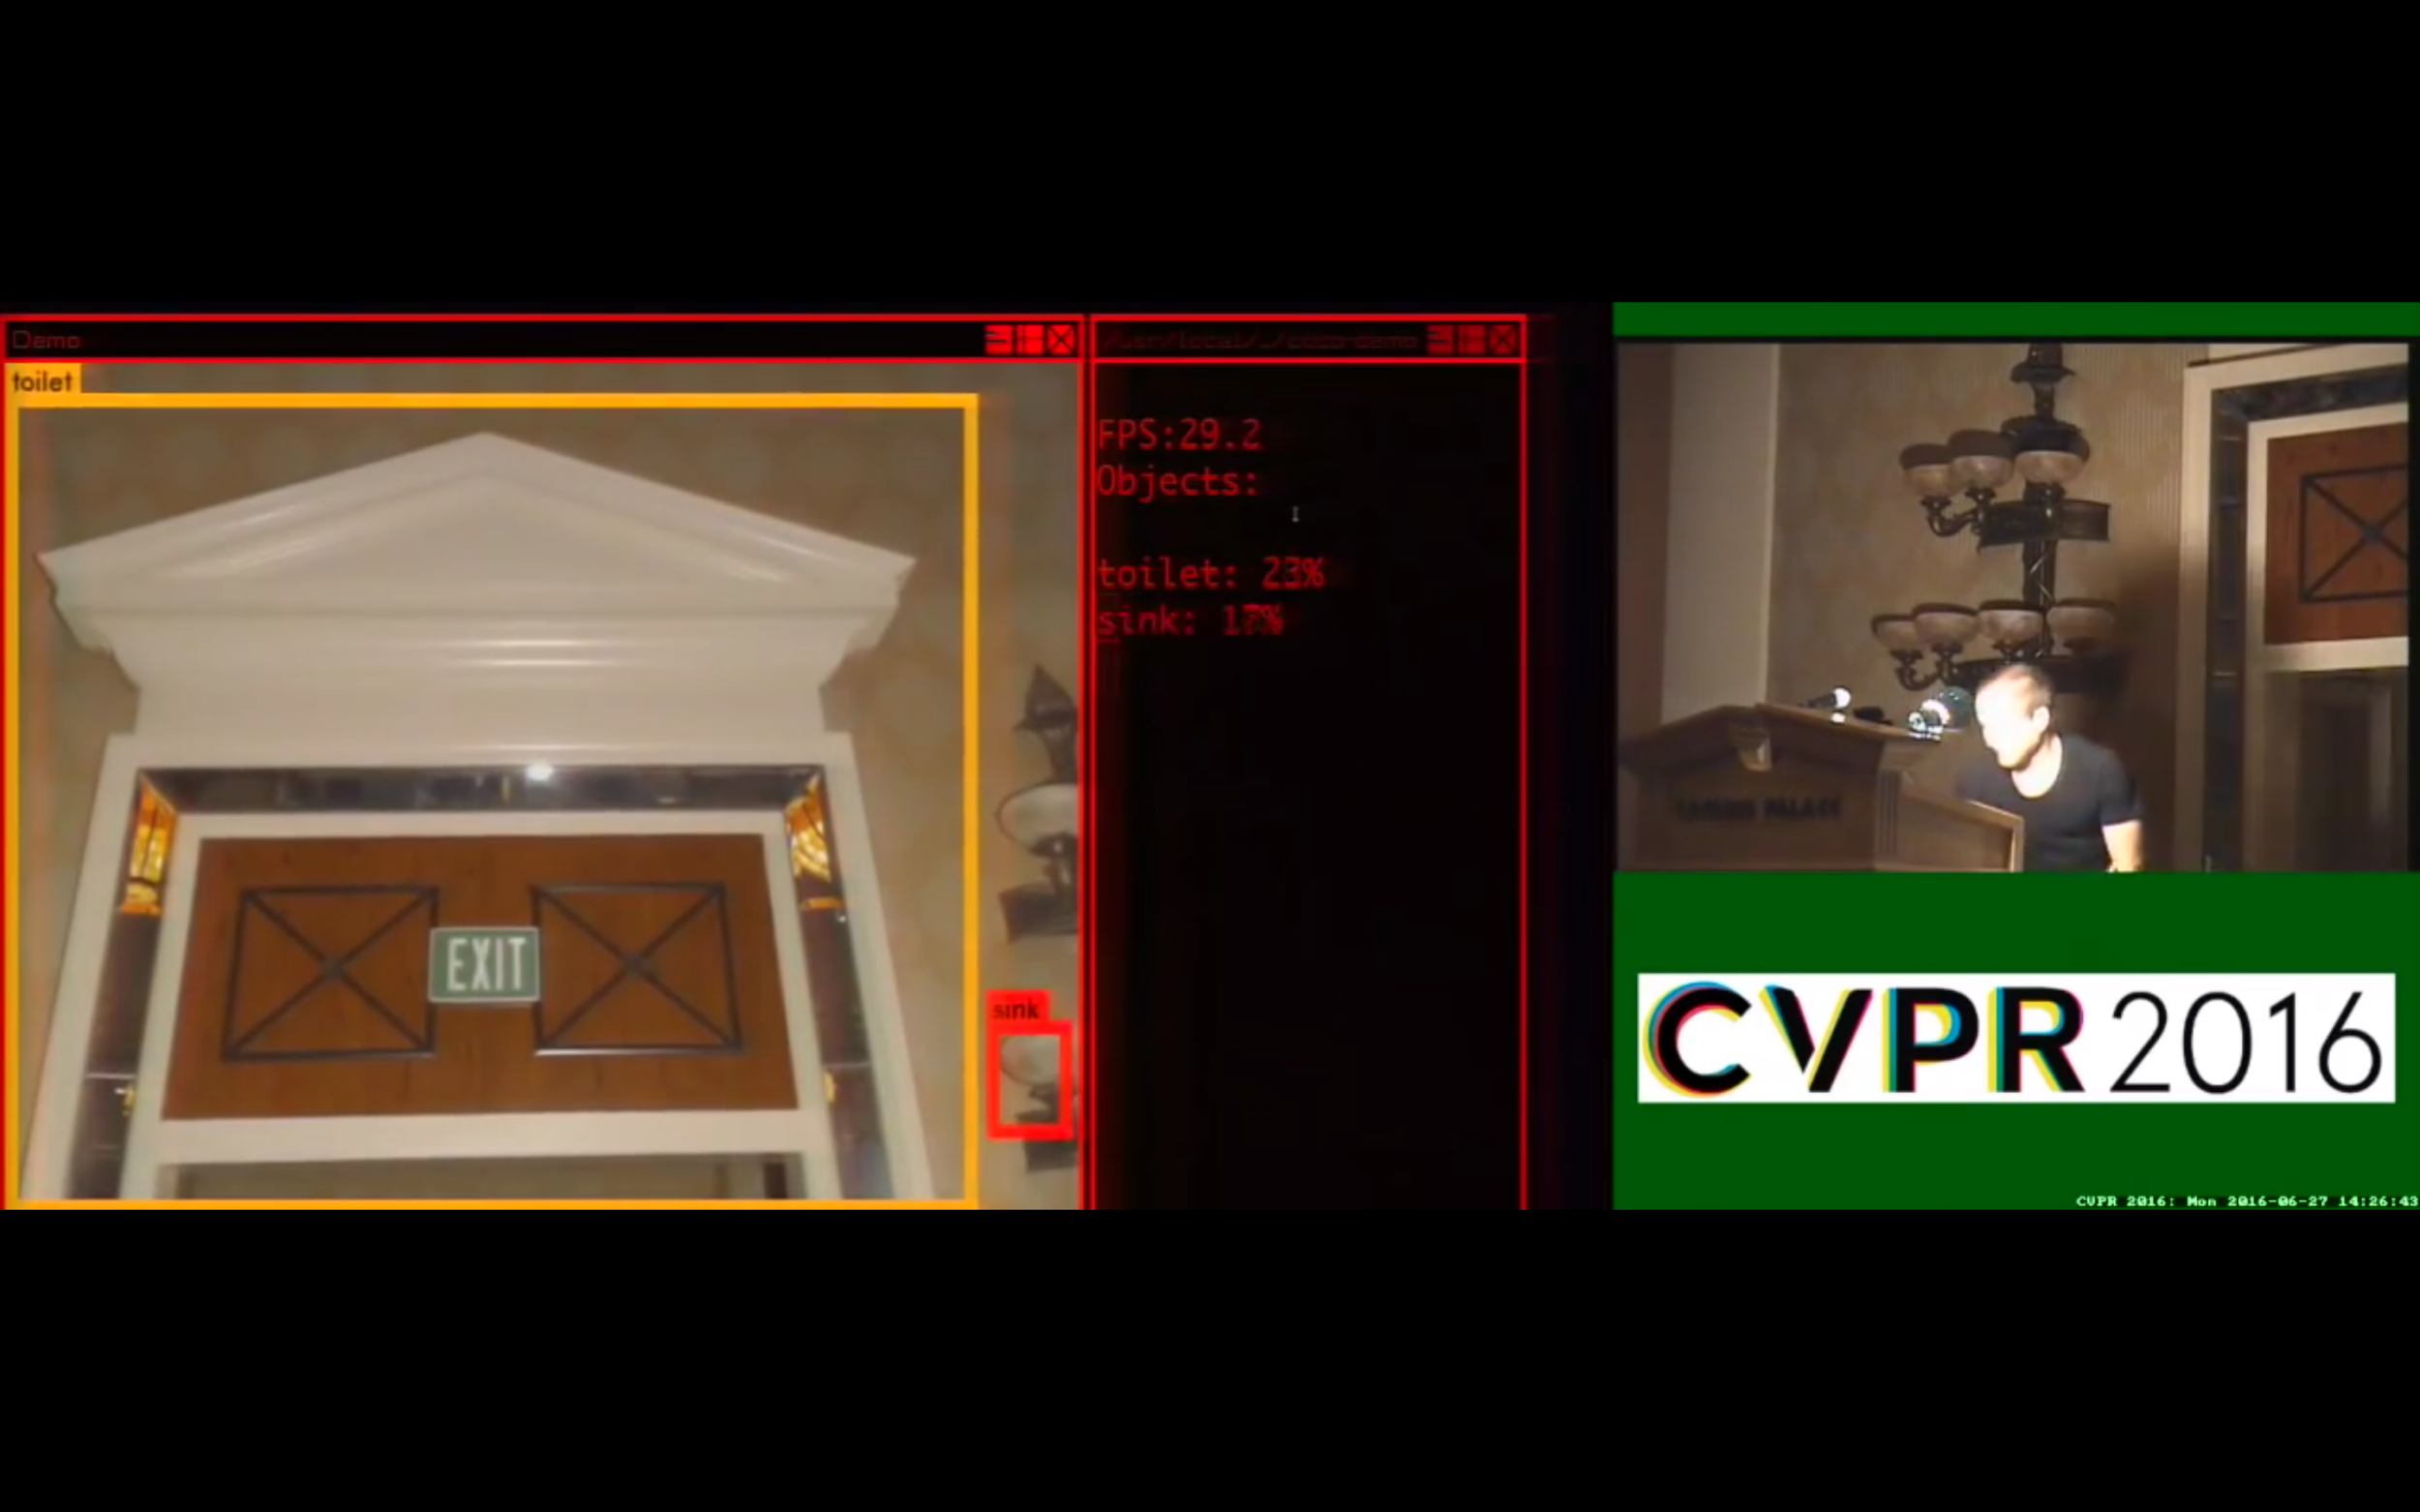 Demo
toilet
EXIT
sink
FPS:29.2
Objects:
toilet: 23%
sink: 17%
PALACE
CVPR 2016
CVPR 2016: Mon 2016-06-27 14:26:43